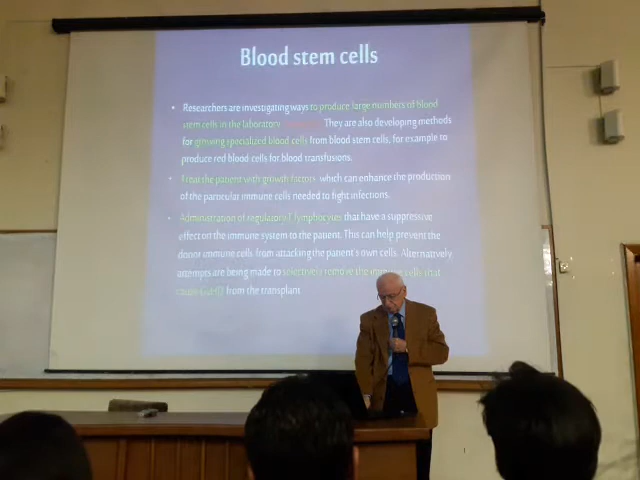 Blood stem cells
• Researchers are investigating ways to produce large numbers of blood
stem cells in the laboratory. They are also developing methods
for growing specialized blood cells from blood stem cells, for example to
produce red blood cells for blood transfusions.
• Treat the patient with growth factors, which can enhance the production
of the particular immune cells needed to fight infections.
• Administration of regulatory T lymphocytes that have a suppressive
effect on the immune system to the patient. This can help prevent the
donor immune cells from attacking the patient's own cells. Alternatively
attempts are being made to selectively remove the immune cells that
cause GvHD from the transplant